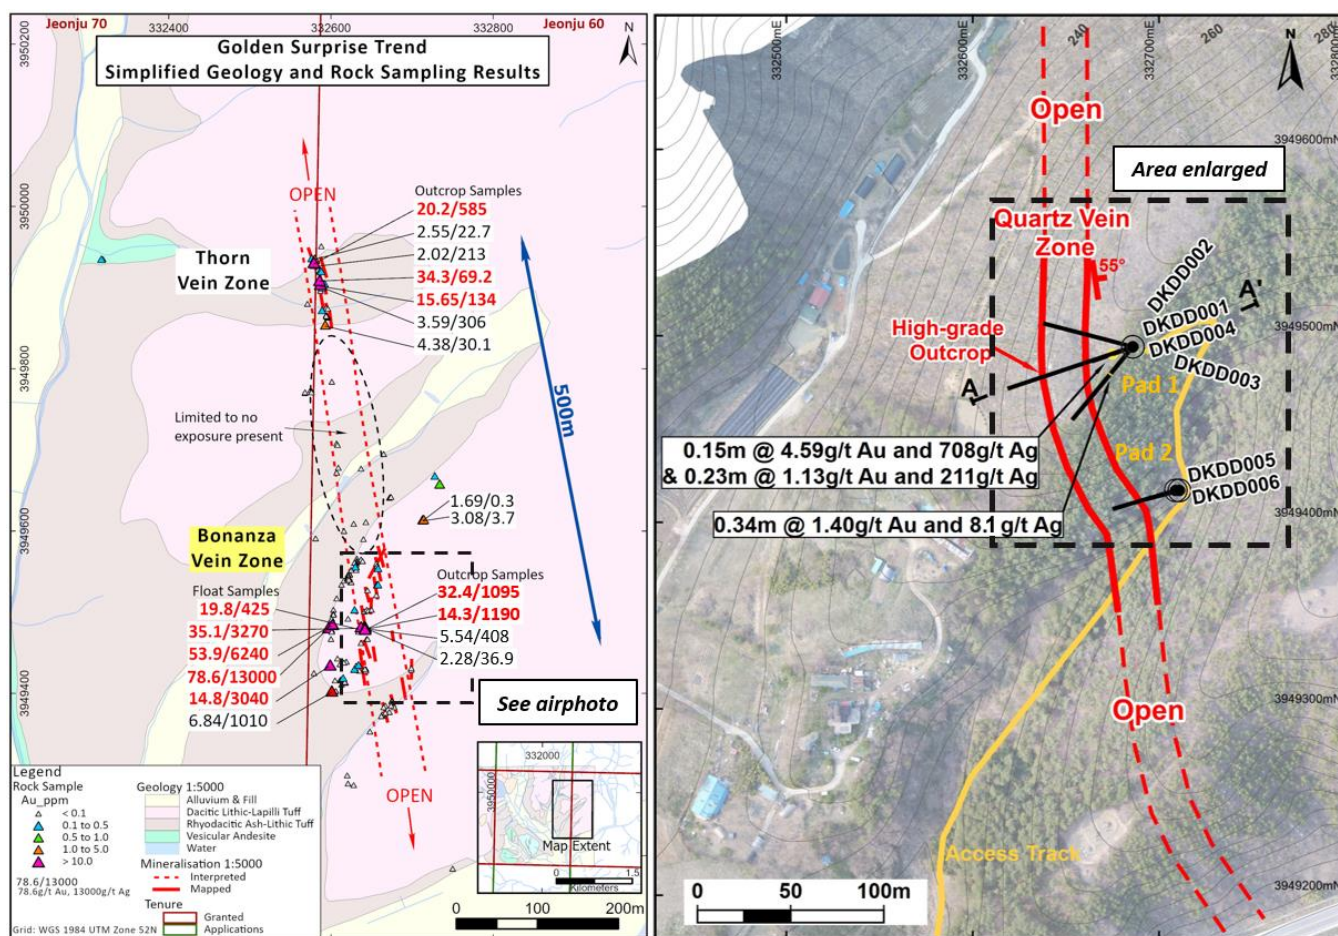 Jeonju 70
332400
332600
332800
Jeonju 60
Golden Surprise Trend
Simplified Geology and Rock Sampling Results
N
3950200
3950000
3949800
3949600
3949400
OPEN
Outcrop Samples
20.2/585
2.55/22.7
2.02/213
34.3/69.2
15.65/134
3.59/306
4.38/30.1
Thorn
Vein Zone
500m
Limited to no
exposure present
1.69/0.3
3.08/3.7
Bonanza
Vein Zone
Float Samples
19.8/425
35.1/3270
53.9/6240
78.6/13000
14.8/3040
6.84/1010
Outcrop Samples
32.4/1095
14.3/1190
5.54/408
2.28/36.9
See airphoto
OPEN
Legend
Rock Sample
Au_ppm
< 0.1
0.1 to 0.5
0.5 to 1.0
1.0 to 5.0
> 10.0
78.6/13000
78.6g/t Au, 13000g/t Ag
Geology 1:5000
Alluvium & Fill
Dacitic Lithic-Lapilli Tuff
Rhyodacitic Ash-Lithic Tuff
Vesicular Andesite
Water
Mineralisation 1:5000
Interpreted
Mapped
Tenure
Granted
Applications
Grid: WGS 1984 UTM Zone 52N
332000
3950000
Map Extent
0 1.5
Kilometers
0 100 200m
332500mE
332600mE
332700mE
240
260
280
N
Open
3949600mN
Area enlarged
Quartz Vein
Zone
55°
DKDD002
DKDD001
DKDD004
DKDD003
A'
3949500mN
High-grade
Outcrop
A
Pad 1
0.15m @ 4.59g/t Au and 708g/t Ag
& 0.23m @ 1.13g/t Au and 211g/t Ag
Pad 2
DKDD005
DKDD006
3949400mN
0.34m @ 1.40g/t Au and 8.1g/t Ag
3949300mN
Open
Access Track
3949200mN
0 50 100m